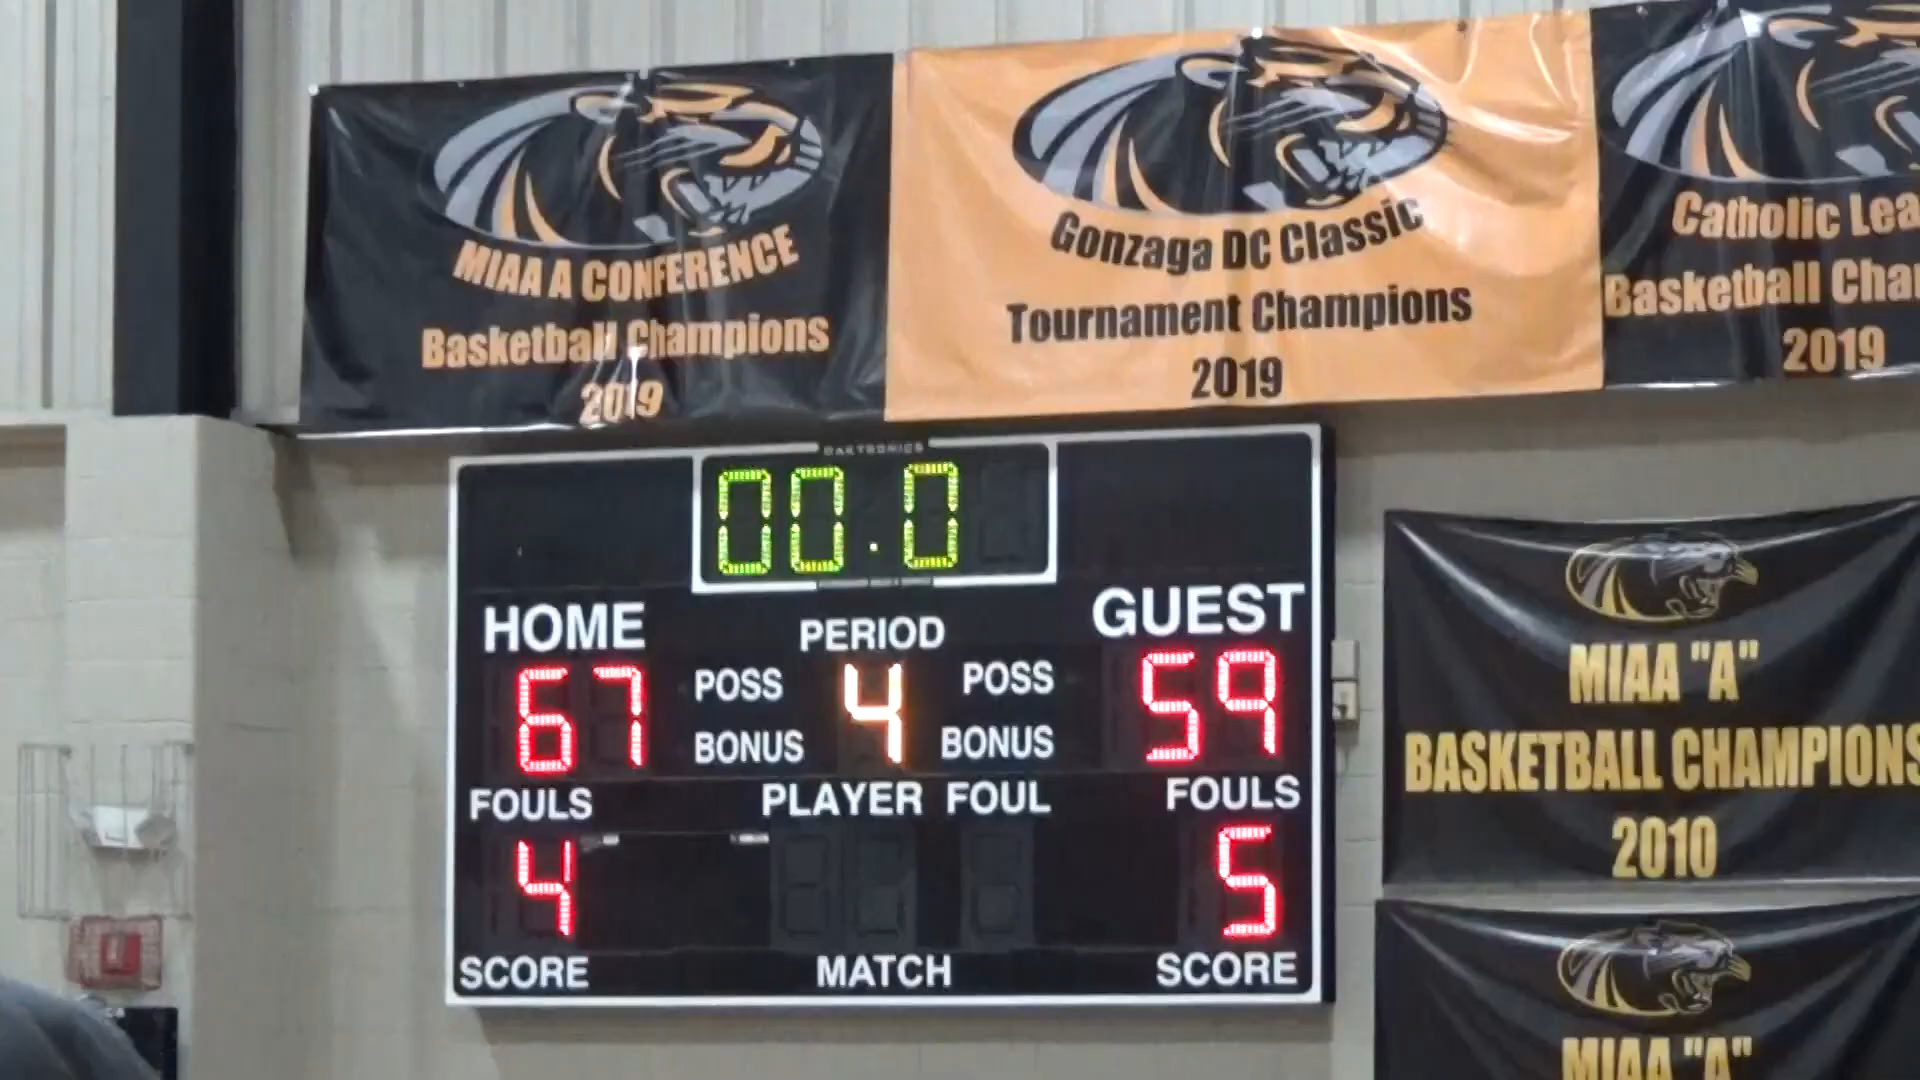 MIAA A CONFERENCE
Basketball Champions
2019
Gonzaga DC Classic
Tournament Champions
2019
Catholic Lea
Basketball Cha
2019
DAKTRONICS
00.0
HOME
PERIOD
GUEST
67
POSS
4
POSS
59
BONUS
BONUS
FOULS
PLAYER FOUL
FOULS
4
5
SCORE
MATCH
SCORE
MIAA "A"
BASKETBALL CHAMPIONS
2010
MIAA "A"